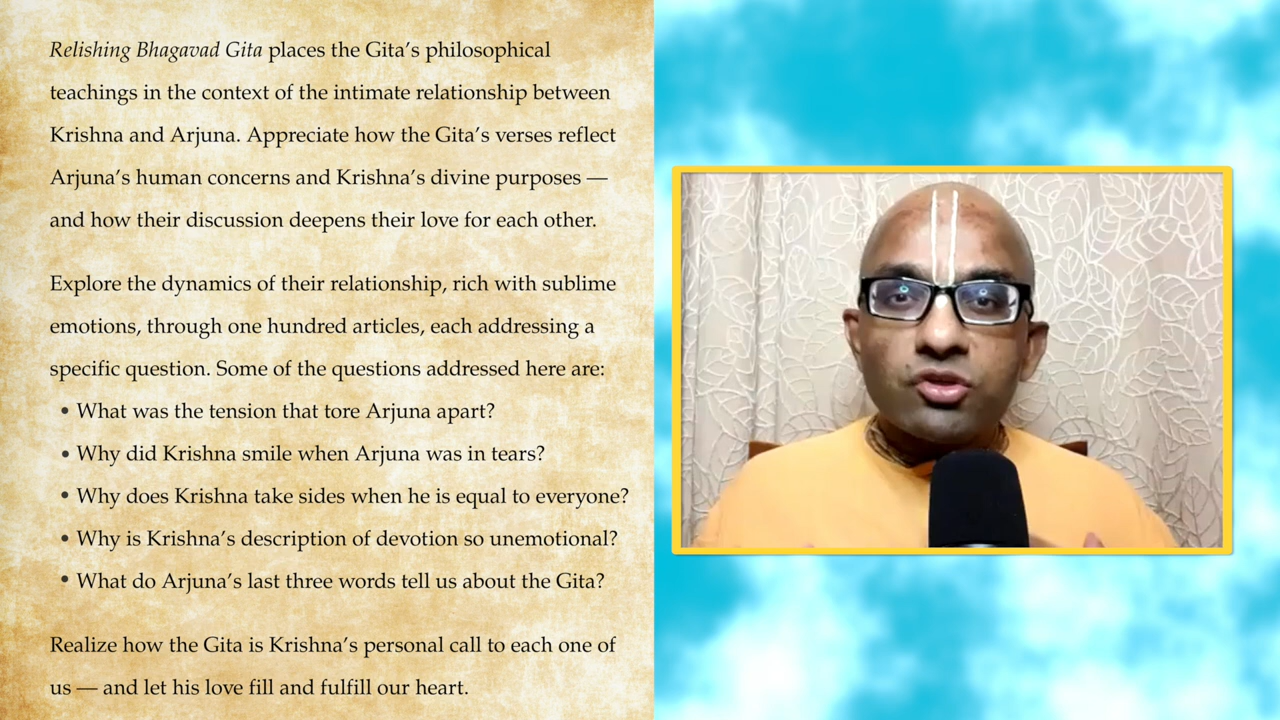 Relishing Bhagavad Gita places the Gita’s philosophical
teachings in the context of the intimate relationship between
Krishna and Arjuna. Appreciate how the Gita’s verses reflect
Arjuna’s human concerns and Krishna’s divine purposes —
and how their discussion deepens their love for each other.
Explore the dynamics of their relationship, rich with sublime
emotions, through one hundred articles, each addressing a
specific question. Some of the questions addressed here are:
• What was the tension that tore Arjuna apart?
• Why did Krishna smile when Arjuna was in tears?
• Why does Krishna take sides when he is equal to everyone?
• Why is Krishna’s description of devotion so unemotional?
• What do Arjuna’s last three words tell us about the Gita?
Realize how the Gita is Krishna’s personal call to each one of
us — and let his love fill and fulfill our heart.